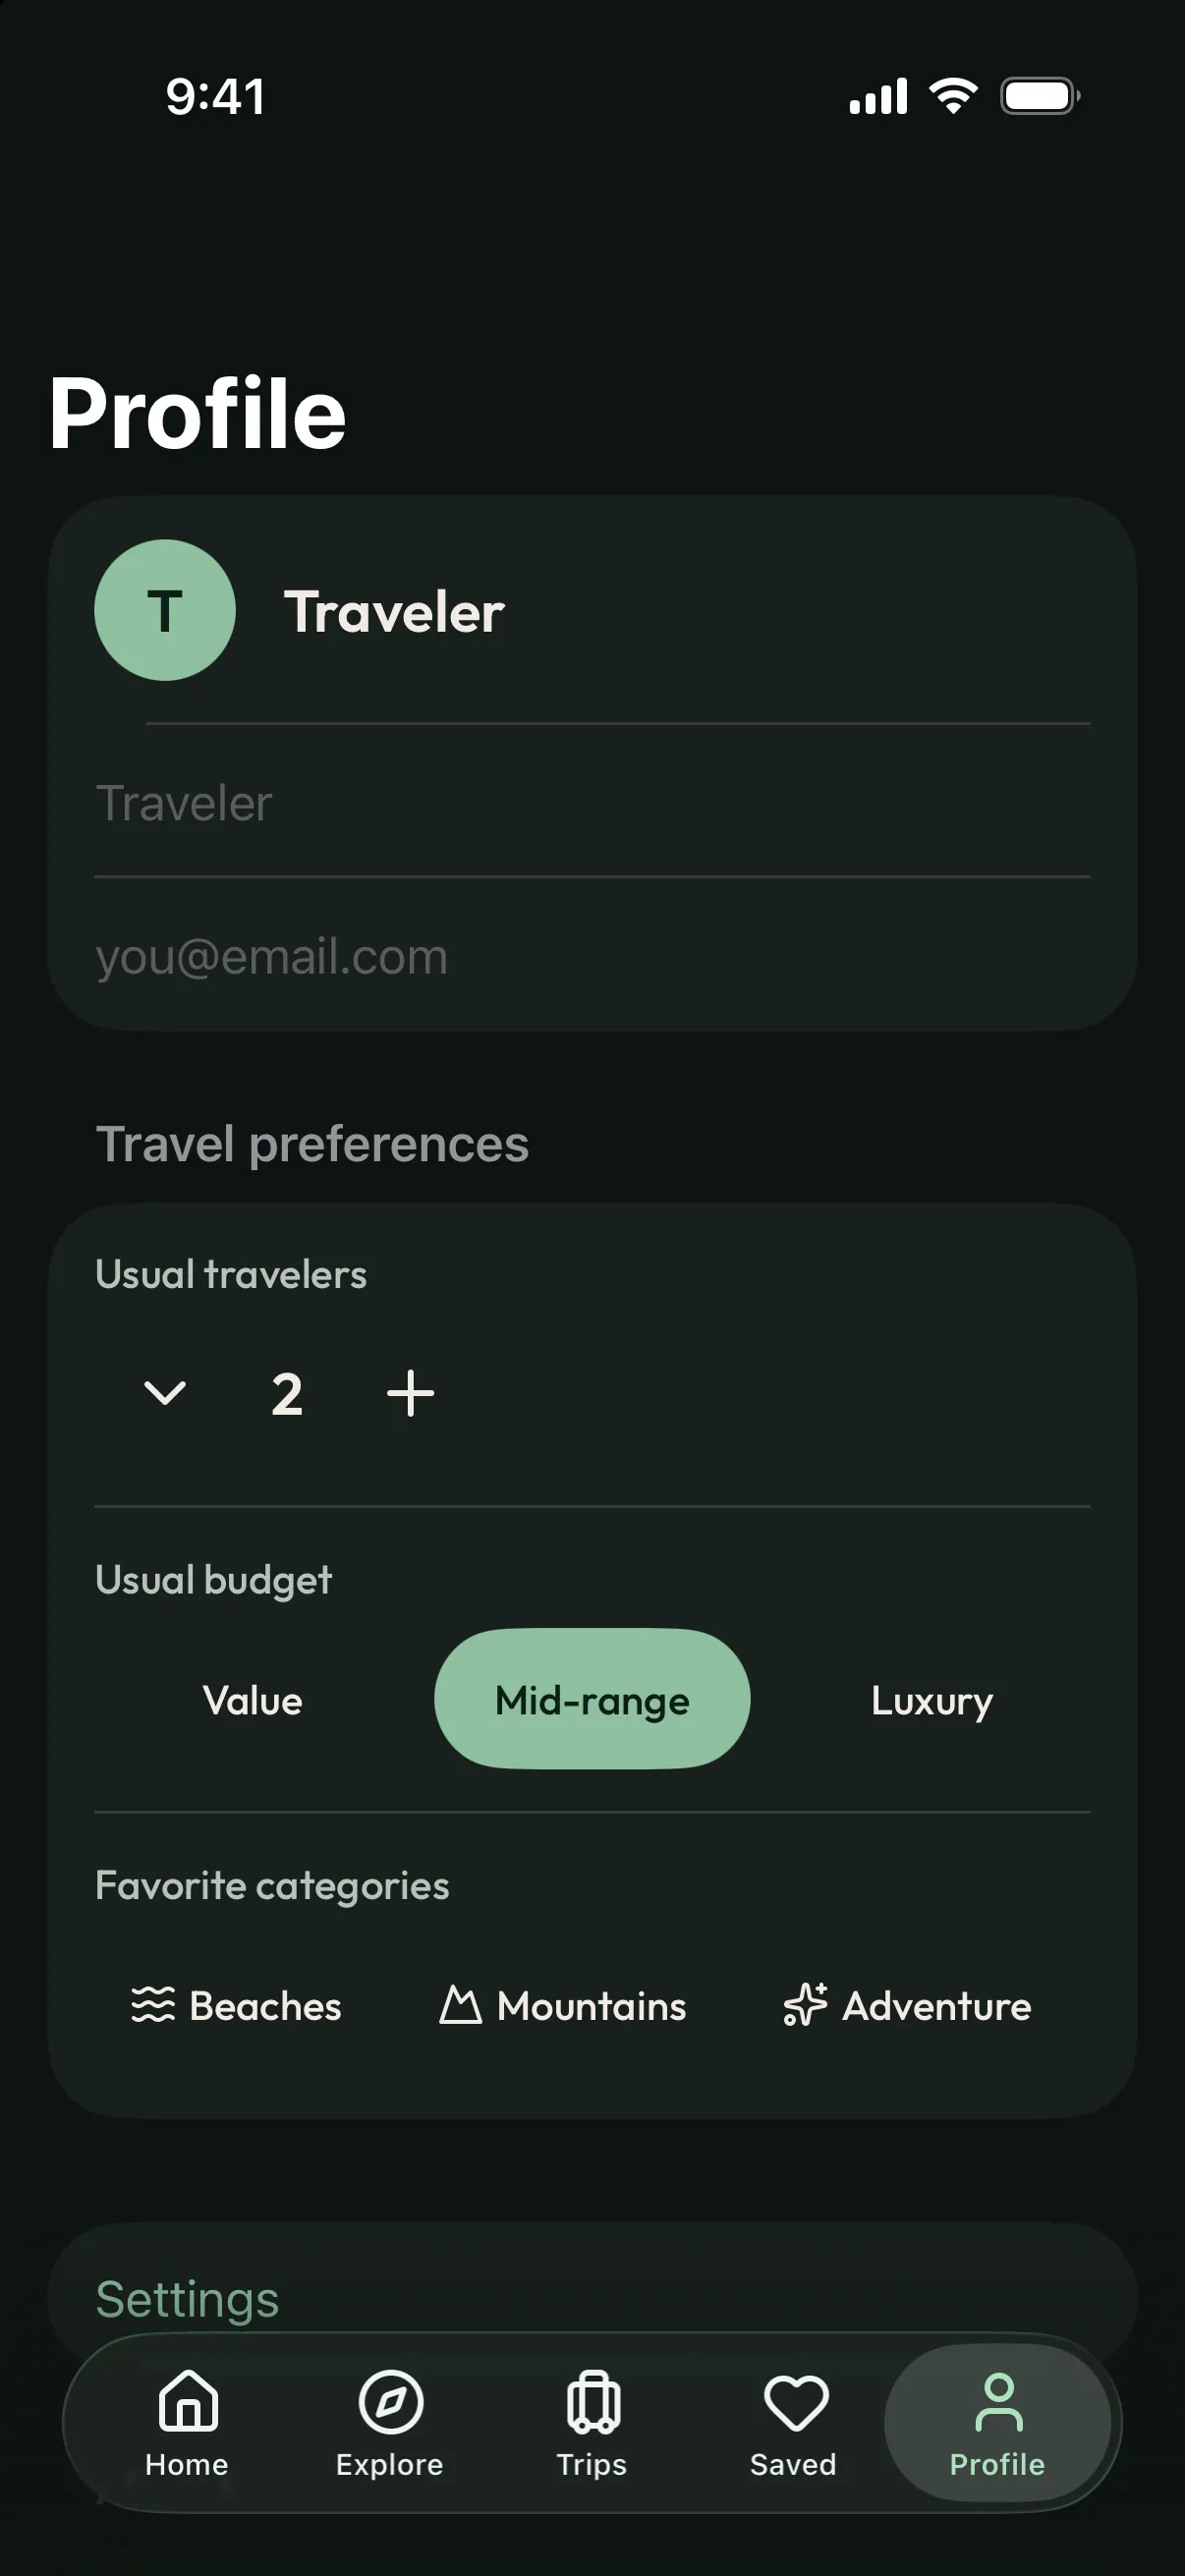 9:41
Profile
T Traveler
Traveler
you@email.com
Travel preferences
Usual travelers
2
Usual budget
Value Mid-range Luxury
Favorite categories
Beaches Mountains Adventure
Settings
Home Explore Trips Saved Profile